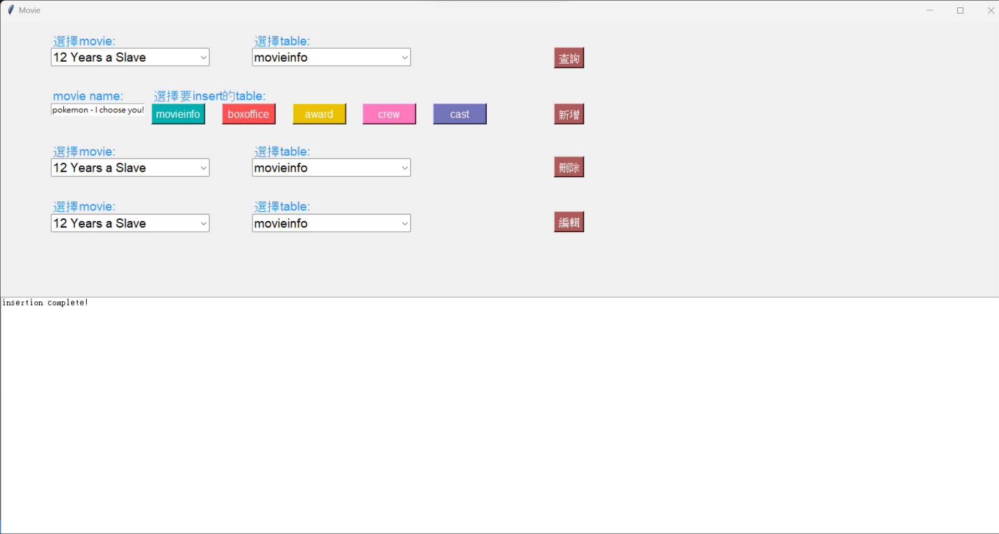 Movie
選擇movie: 選擇table:
12 Years a Slave movieinfo 查詢
movie name: 選擇要insert的table:
pokemon - I choose you! movieinfo boxoffice award crew cast 新增
選擇movie: 選擇table:
12 Years a Slave movieinfo 刪除
選擇movie: 選擇table:
12 Years a Slave movieinfo 編輯
insertion complete!